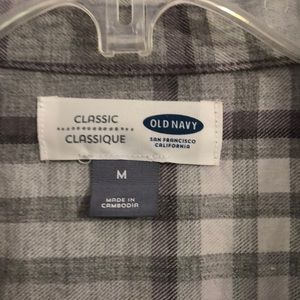 CLASSIC
CLASSIQUE
OLD NAVY
SAN FRANCISCO
CALIFORNIA
M
MADE IN
CAMBODIA